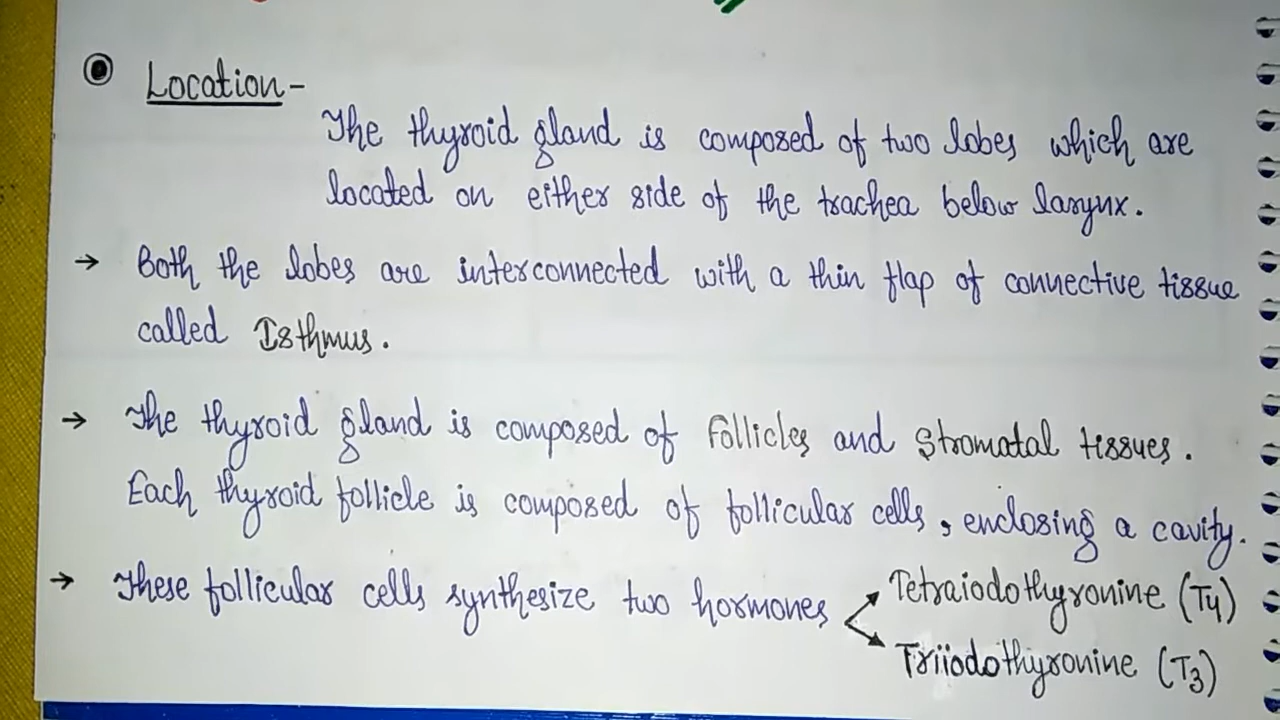 Location -
The thyroid gland is composed of two lobes which are
located on either side of the trachea below larynx.
→ Both the lobes are interconnected with a thin flap of connective tissue
called Isthmus.
→ The thyroid gland is composed of Follicles and Stromatal tissues.
Each thyroid follicle is composed of follicular cells, enclosing a cavity.
→ These follicular cells synthesize two hormones
Tetraiodothyronine (T4)
Triiodothyronine (T3)